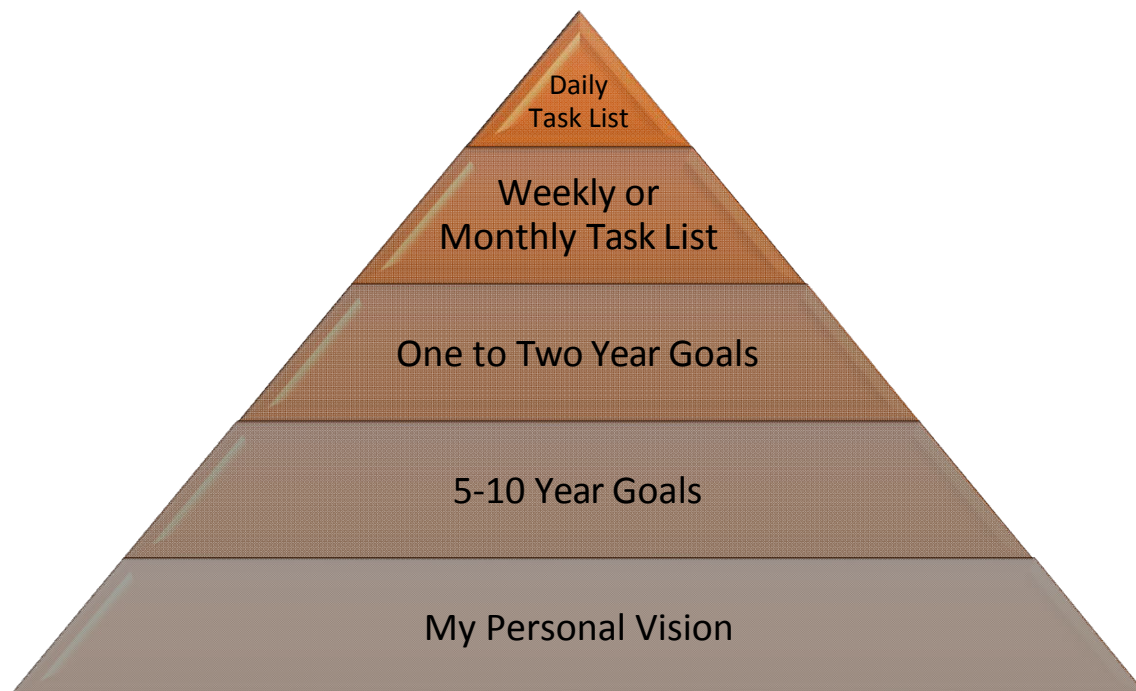 Daily
Task List
Weekly or
Monthly Task List
One to Two Year Goals
5-10 Year Goals
My Personal Vision